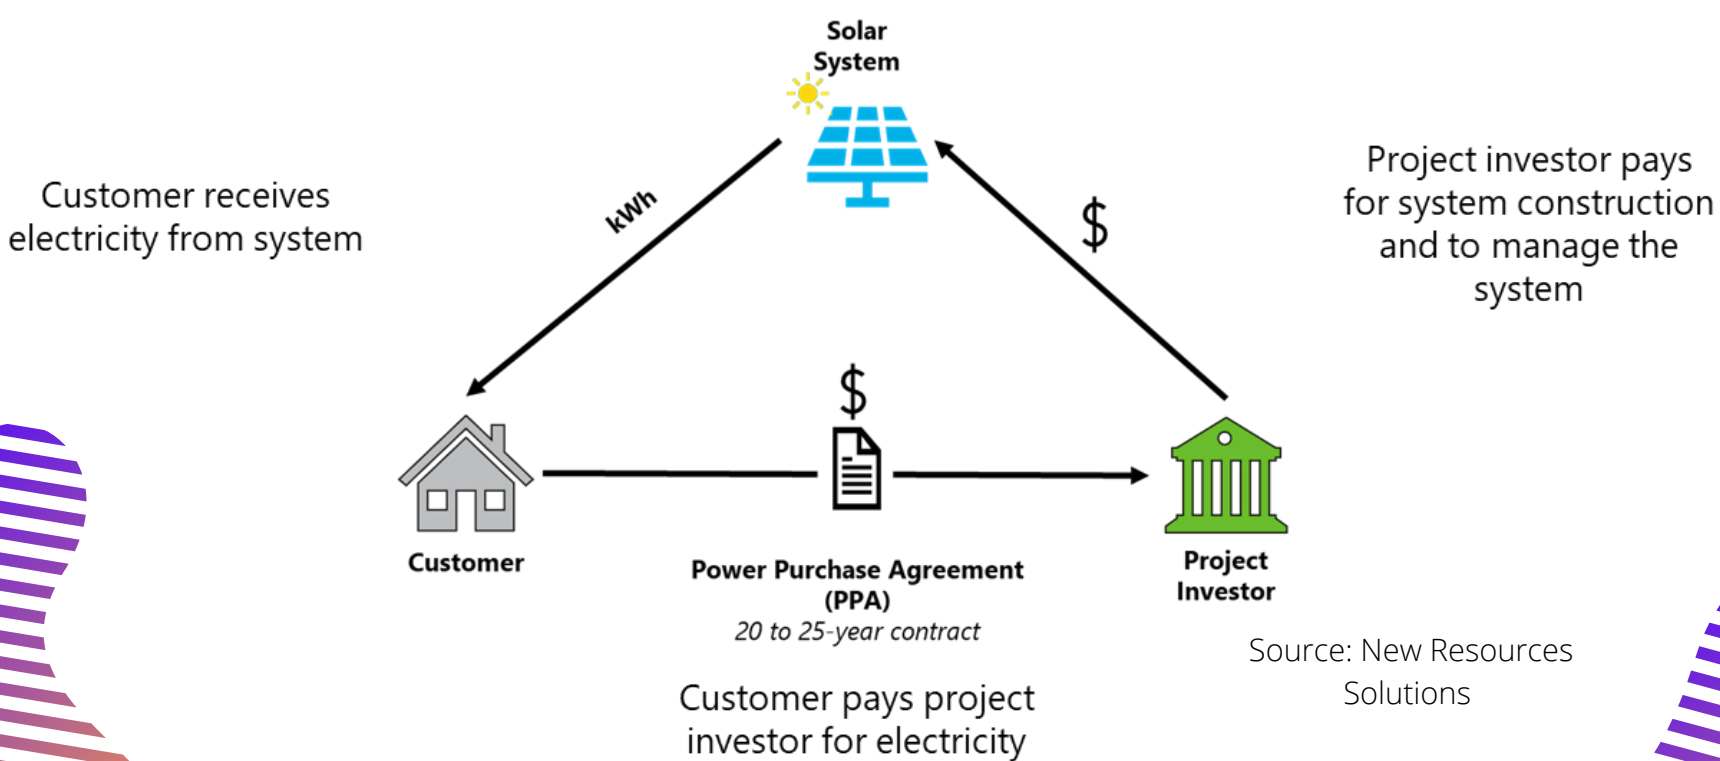 Solar
System
Customer receives
electricity from system
kWh
$
Project investor pays
for system construction
and to manage the
system
$
Customer
Power Purchase Agreement
(PPA)
20 to 25-year contract
Project
Investor
Customer pays project
investor for electricity
Source: New Resources
Solutions